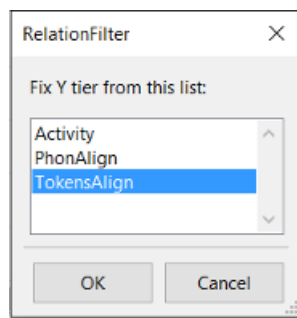 RelationFilter
Fix Y tier from this list:
Activity
PhonAlign
TokensAlign
OK Cancel